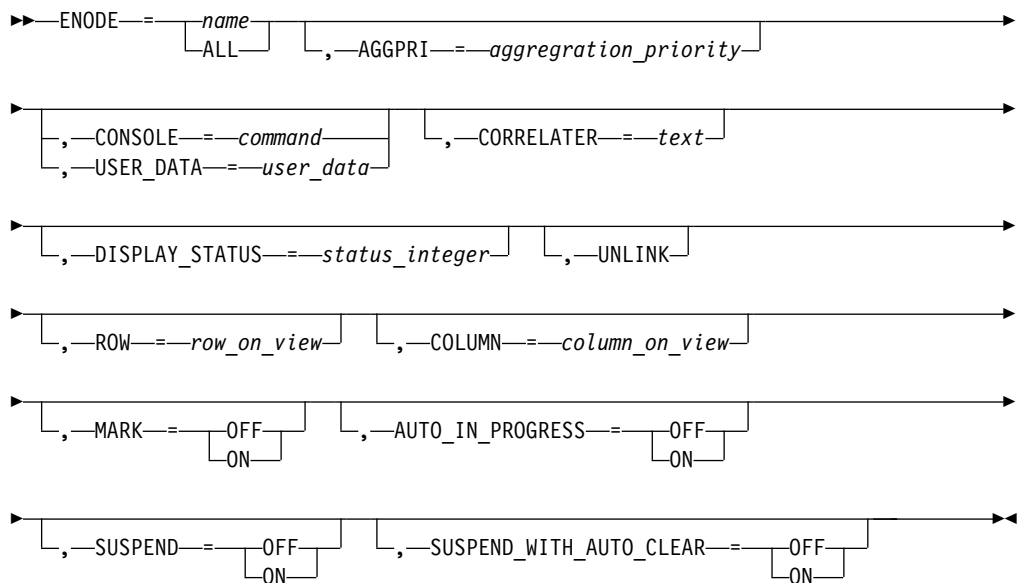 ENODE = name
ALL , AGGPRI = aggregration_priority
, CONSOLE = command , CORRELATER = text
, USER_DATA = user_data
, DISPLAY_STATUS = status_integer , UNLINK
, ROW = row_on_view , COLUMN = column_on_view
, MARK = OFF , AUTO_IN_PROGRESS = OFF
ON ON
, SUSPEND = OFF , SUSPEND_WITH_AUTO_CLEAR = OFF
ON ON